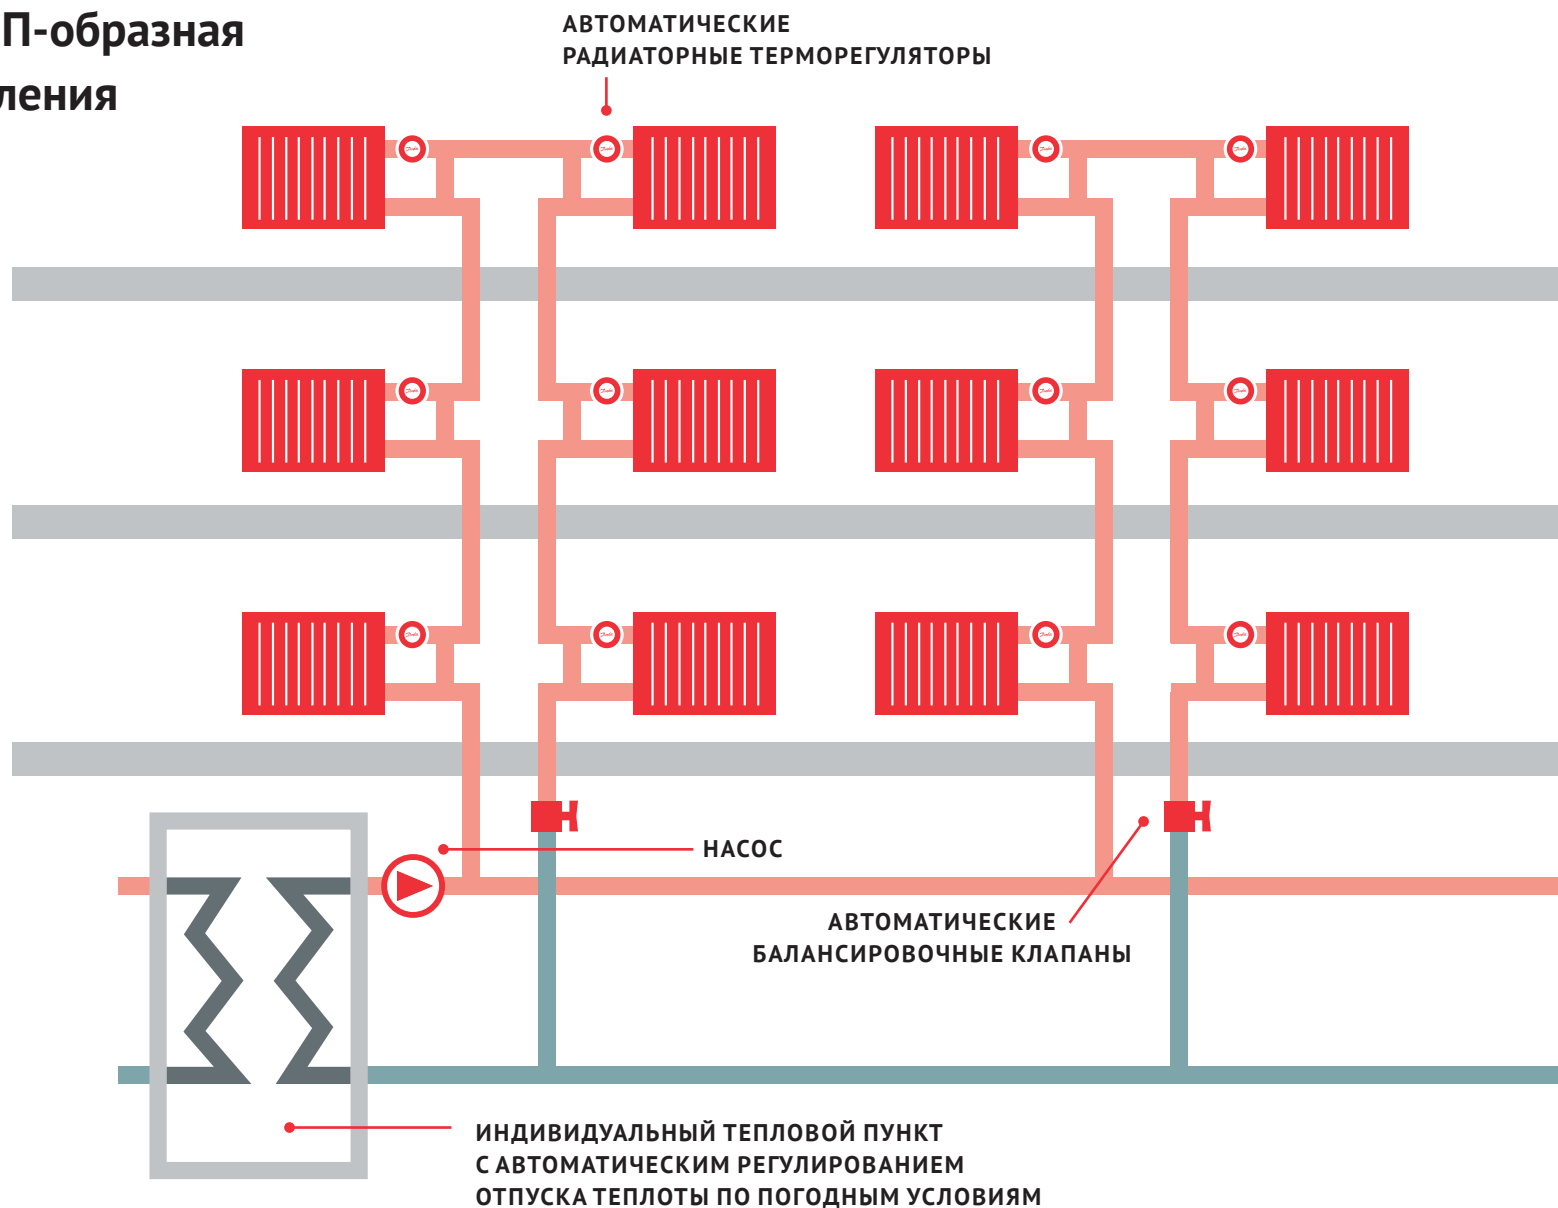 П-образная
ления
АВТОМАТИЧЕСКИЕ
РАДИАТОРНЫЕ ТЕРМОРЕГУЛЯТОРЫ
НАСОС
АВТОМАТИЧЕСКИЕ
БАЛАНСИРОВОЧНЫЕ КЛАПАНЫ
ИНДИВИДУАЛЬНЫЙ ТЕПЛОВОЙ ПУНКТ
С АВТОМАТИЧЕСКИМ РЕГУЛИРОВАНИЕМ
ОТПУСКА ТЕПЛОТЫ ПО ПОГОДНЫМ УСЛОВИЯМ